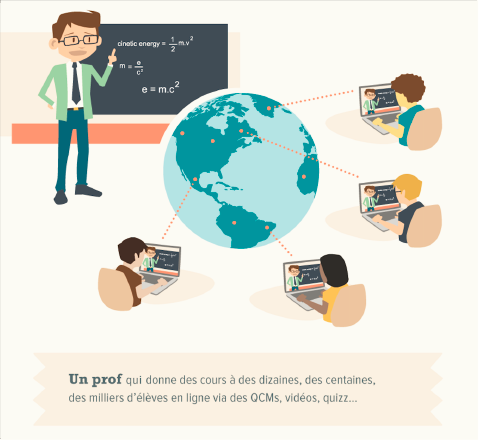 cinetic energy = 1/2 m.v²
m = e/c²
e = m.c²
Un prof qui donne des cours à des dizaines, des centaines,
des milliers d'élèves en ligne via des QCMs, vidéos, quizz...